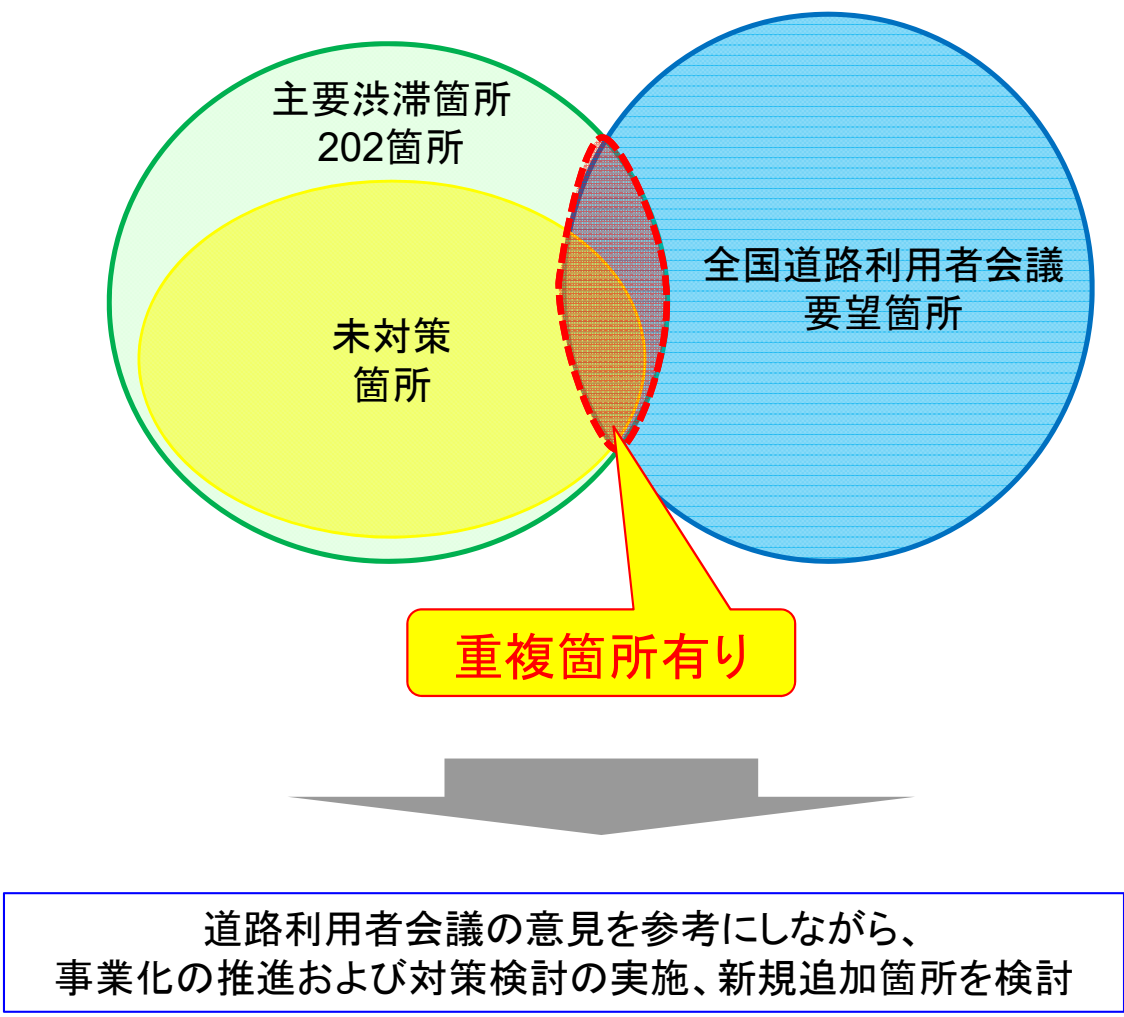 主要渋滞箇所
202箇所
全国道路利用者会議
要望箇所
未対策
箇所
重複箇所有り
道路利用者会議の意見を参考にしながら、
事業化の推進および対策検討の実施、新規追加箇所を検討